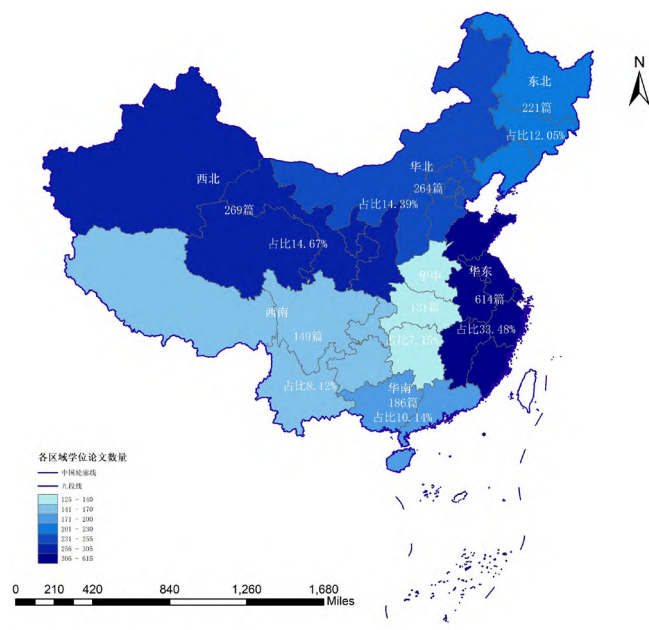 N
东北
221篇
占比12.05%
华北
264篇
占比14.39%
西北
269篇
占比14.67%
华中
131篇
占比7.15%
华东
614篇
占比33.48%
西南
149篇
占比8.12%
华南
186篇
占比10.14%
各区域学位论文数量
中国轮廓线
九段线
125 - 140
141 - 170
171 - 200
201 - 230
231 - 255
256 - 305
306 - 615
0 210 420 840 1,260 1,680
Miles